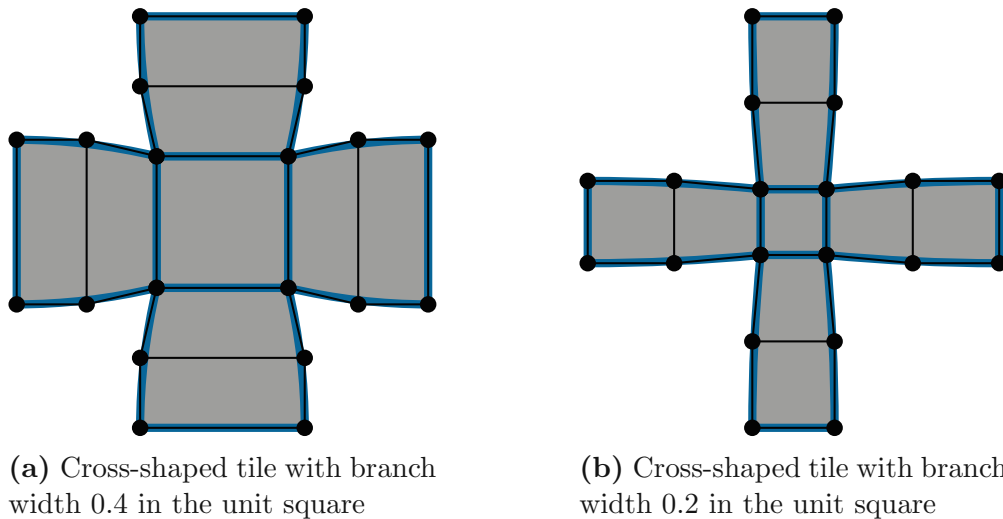 (a) Cross-shaped tile with branch
width 0.4 in the unit square
(b) Cross-shaped tile with branch
width 0.2 in the unit square